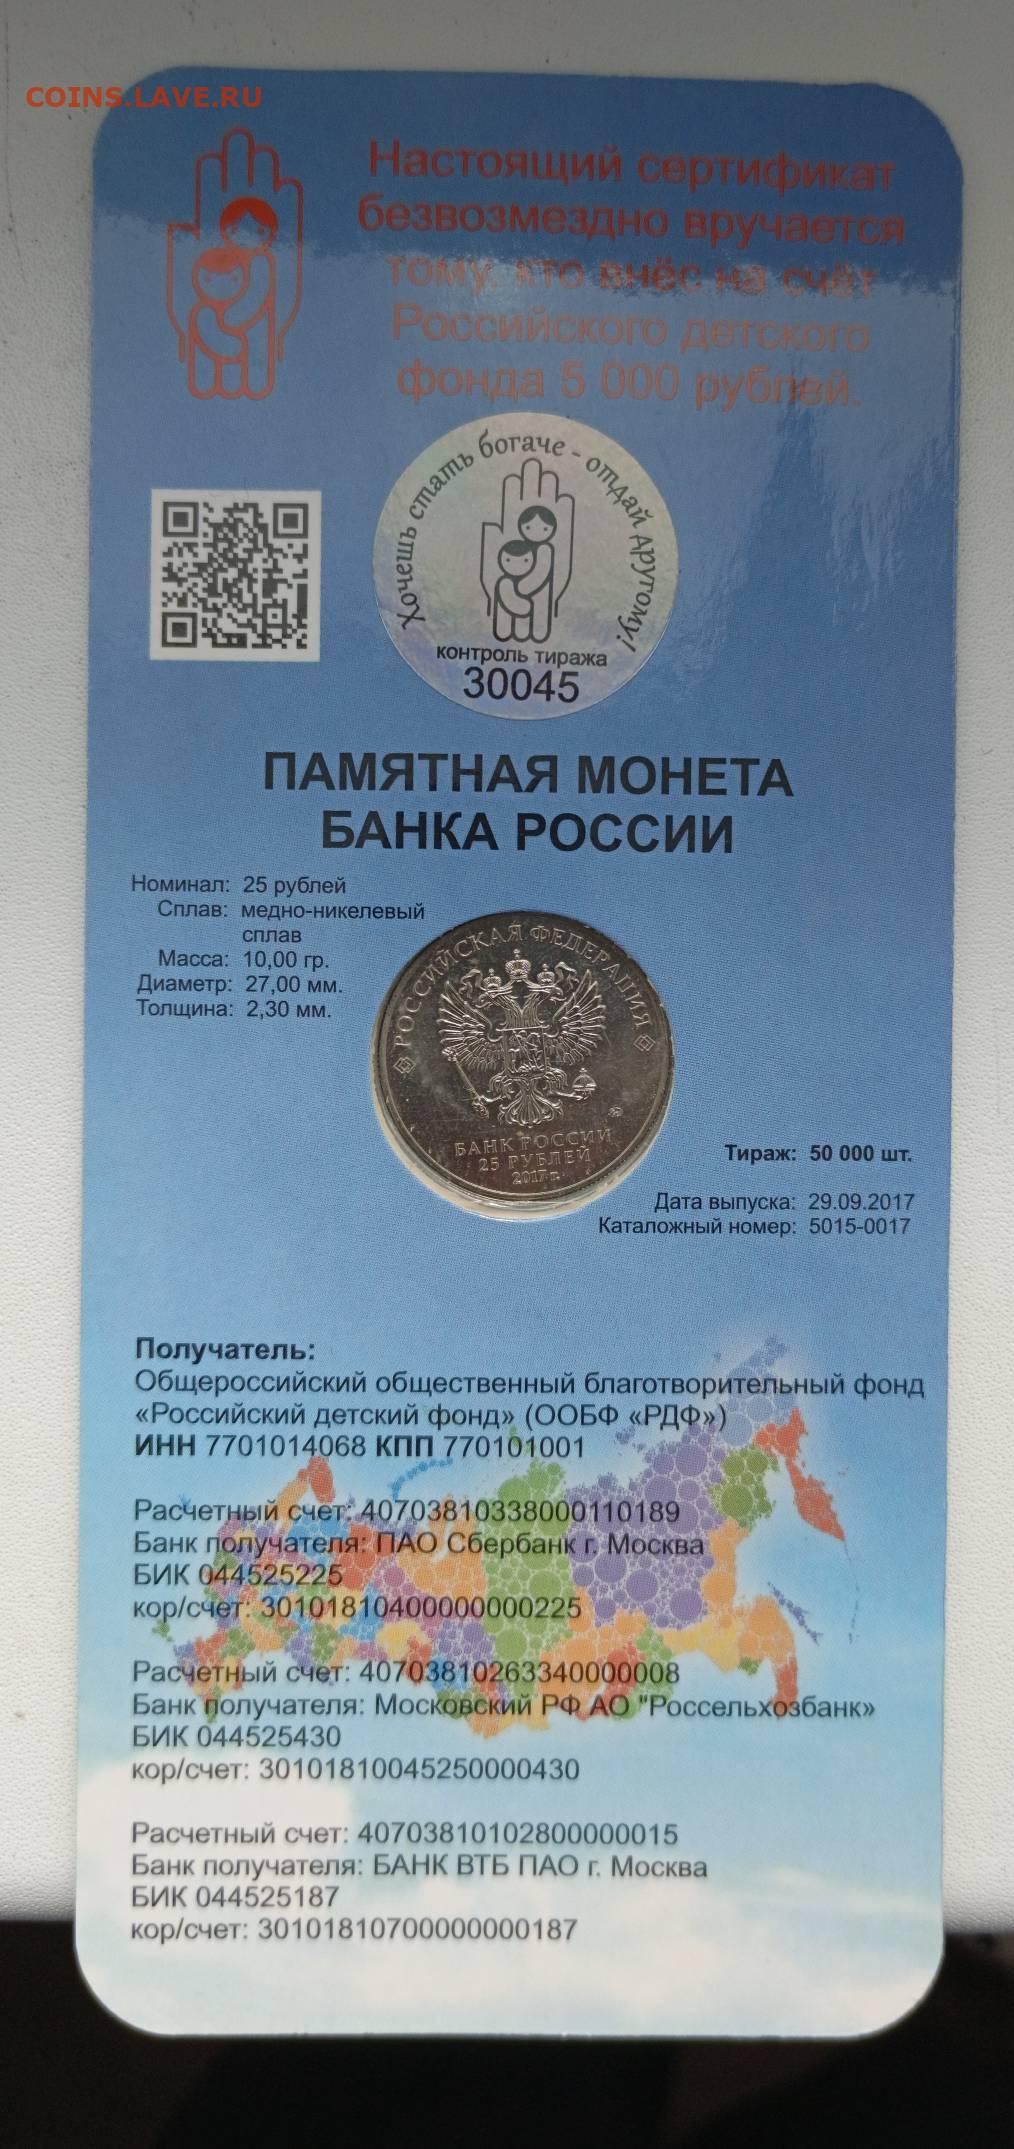 COINS.LAVE.RU
Настоящий сертификат
безвозмездно вручается
тому, кто внёс на счёт
Российского детского
фонда 5 000 рублей.
Хочешь стать богаче - отдай другому!
контроль тиража
30045
ПАМЯТНАЯ МОНЕТА
БАНКА РОССИИ
Номинал: 25 рублей
Сплав: медно-никелевый
сплав
Масса: 10,00 гр.
Диаметр: 27,00 мм.
Толщина: 2,30 мм.
РОССИЙСКАЯ ФЕДЕРАЦИЯ
БАНК РОССИИ
25 РУБЛЕЙ
2017 г.
Тираж: 50 000 шт.
Дата выпуска: 29.09.2017
Каталожный номер: 5015-0017
Получатель:
Общероссийский общественный благотворительный фонд
«Российский детский фонд» (ООБФ «РДФ»)
ИНН 7701014068 КПП 770101001
Расчетный счет: 40703810338000110189
Банк получателя: ПАО Сбербанк г. Москва
БИК 044525225
кор/счет: 30101810400000000225
Расчетный счет: 40703810263340000008
Банк получателя: Московский РФ АО "Россельхозбанк»
БИК 044525430
кор/счет: 30101810045250000430
Расчетный счет: 40703810102800000015
Банк получателя: БАНК ВТБ ПАО г. Москва
БИК 044525187
кор/счет: 30101810700000000187